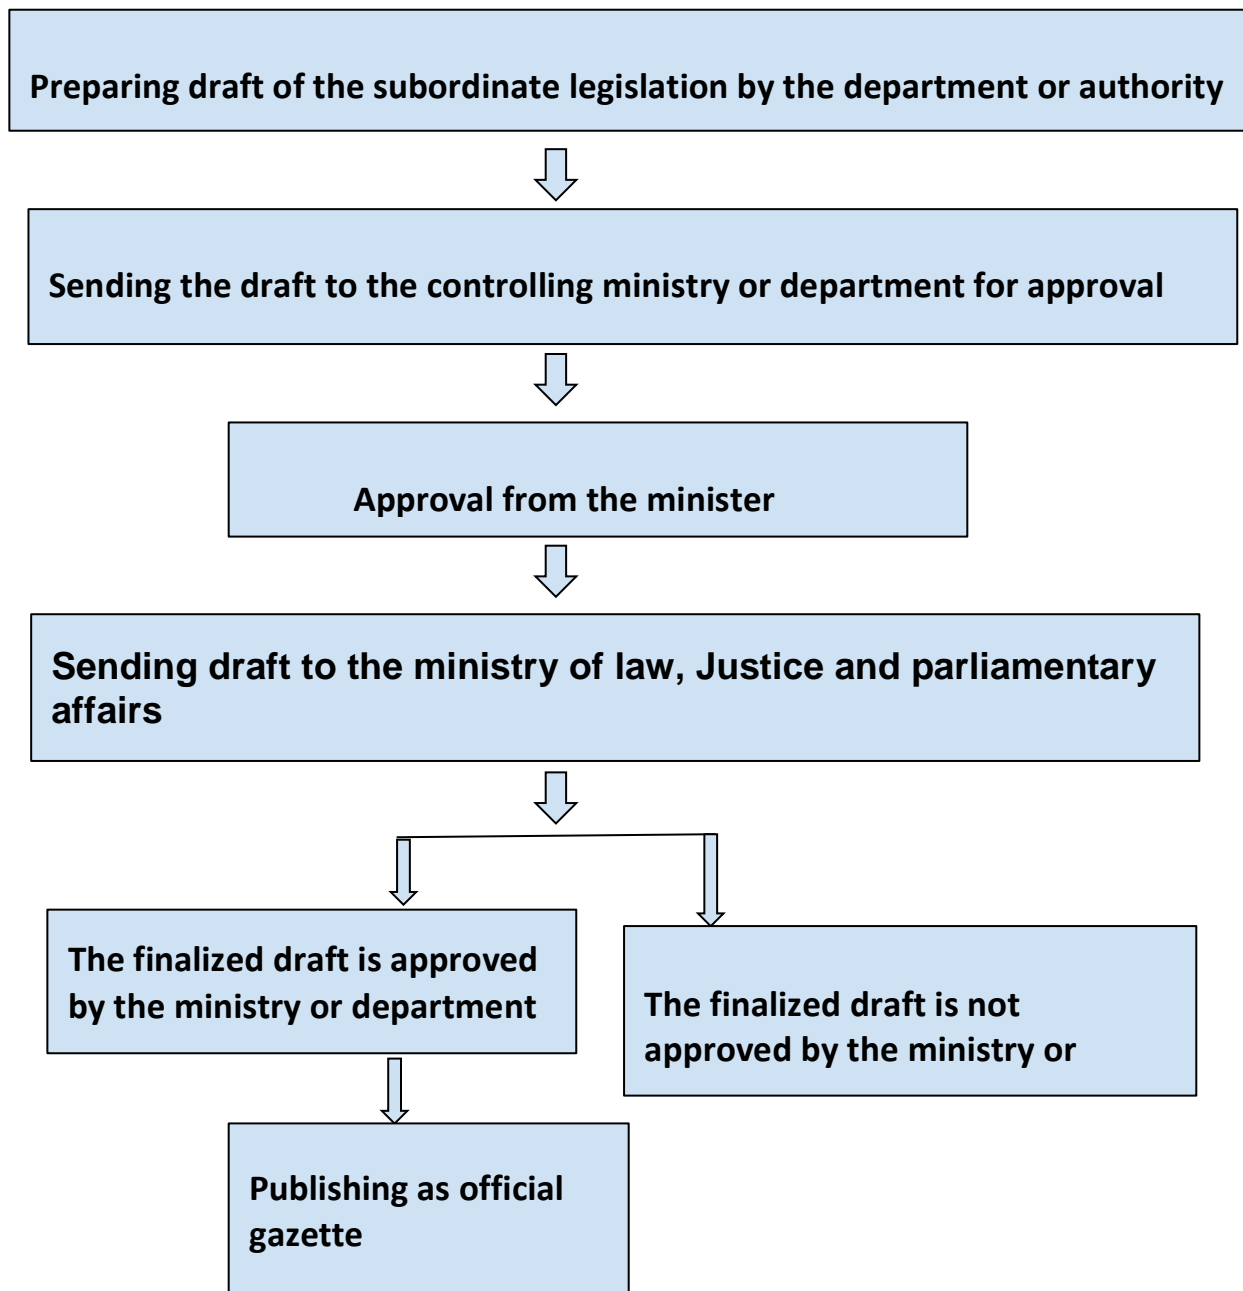 Preparing draft of the subordinate legislation by the department or authority
Sending the draft to the controlling ministry or department for approval
Approval from the minister
Sending draft to the ministry of law, Justice and parliamentary
affairs
The finalized draft is approved
by the ministry or department
The finalized draft is not
approved by the ministry or
Publishing as official
gazette